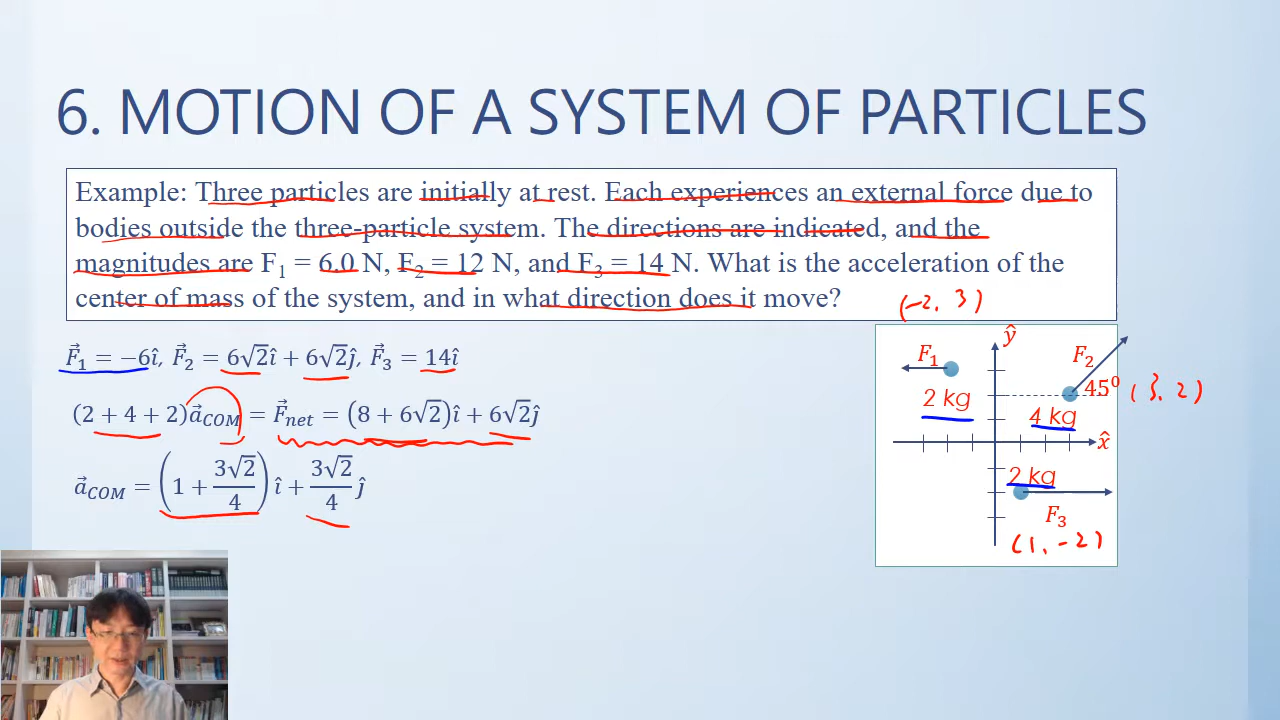 6. MOTION OF A SYSTEM OF PARTICLES
Example: Three particles are initially at rest. Each experiences an external force due to
bodies outside the three-particle system. The directions are indicated, and the
magnitudes are F₁ = 6.0 N, F₂ = 12 N, and F₃ = 14 N. What is the acceleration of the
center of mass of the system, and in what direction does it move?
(-2, 3)
F⃗₁ = −6î, F⃗₂ = 6√2î + 6√2ĵ, F⃗₃ = 14î
(2 + 4 + 2)a⃗_COM = F⃗_net = (8 + 6√2)î + 6√2ĵ
a⃗_COM = (1 + 3√2/4) î + 3√2/4 ĵ
ŷ
F₁
F₂
2 kg
45⁰
(3, 2)
4 kg
x̂
2 kg
F₃
(1, -2)